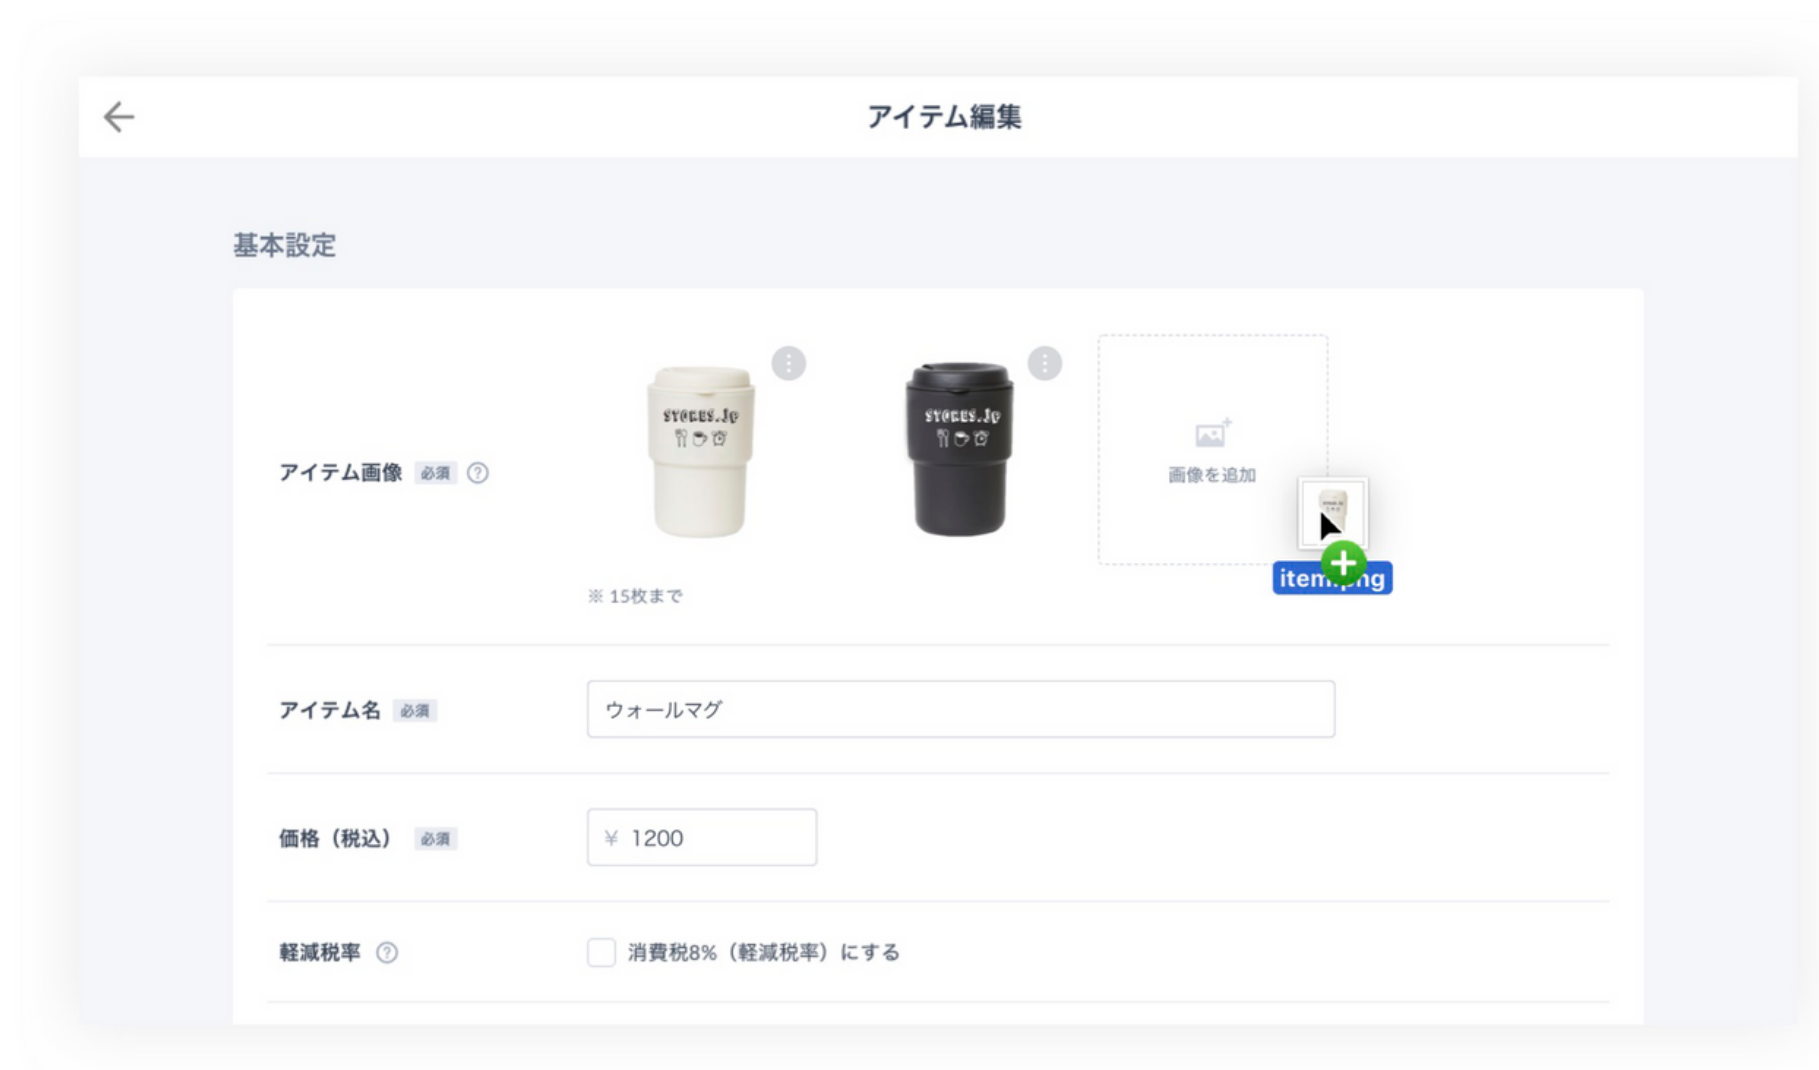 アイテム編集
基本設定
STORES.jp
STORES.jp
画像を追加
アイテム画像 必須 ?
item.png
※ 15枚まで
アイテム名 必須 ウォールマグ
価格（税込） 必須 ¥ 1200
軽減税率 ? 消費税8%（軽減税率）にする